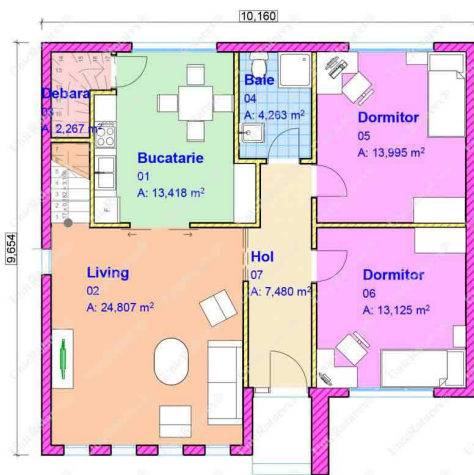 10,160
9,654
Debara
03
A: 2,267 m²
Baie
04
A: 4,263 m²
Dormitor
05
A: 13,995 m²
Bucatarie
01
A: 13,418 m²
F
Living
02
A: 24,807 m²
Hol
07
A: 7,480 m²
Dormitor
06
A: 13,125 m²